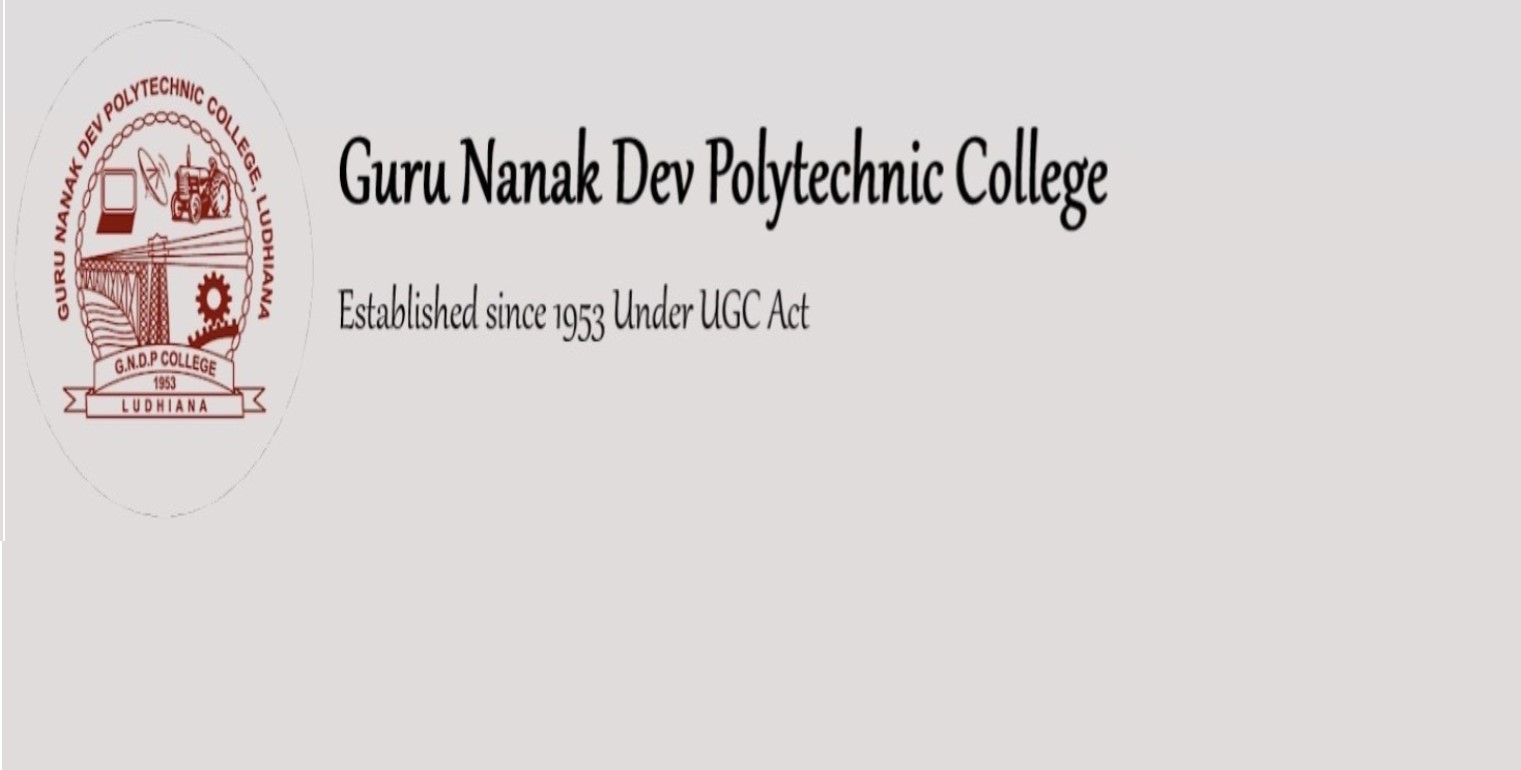 GURU NANAK DEV POLYTECHNIC COLLEGE, LUDHIANA
G.N.D.P COLLEGE
1953
LUDHIANA
Guru Nanak Dev Polytechnic College
Established since 1953 Under UGC Act